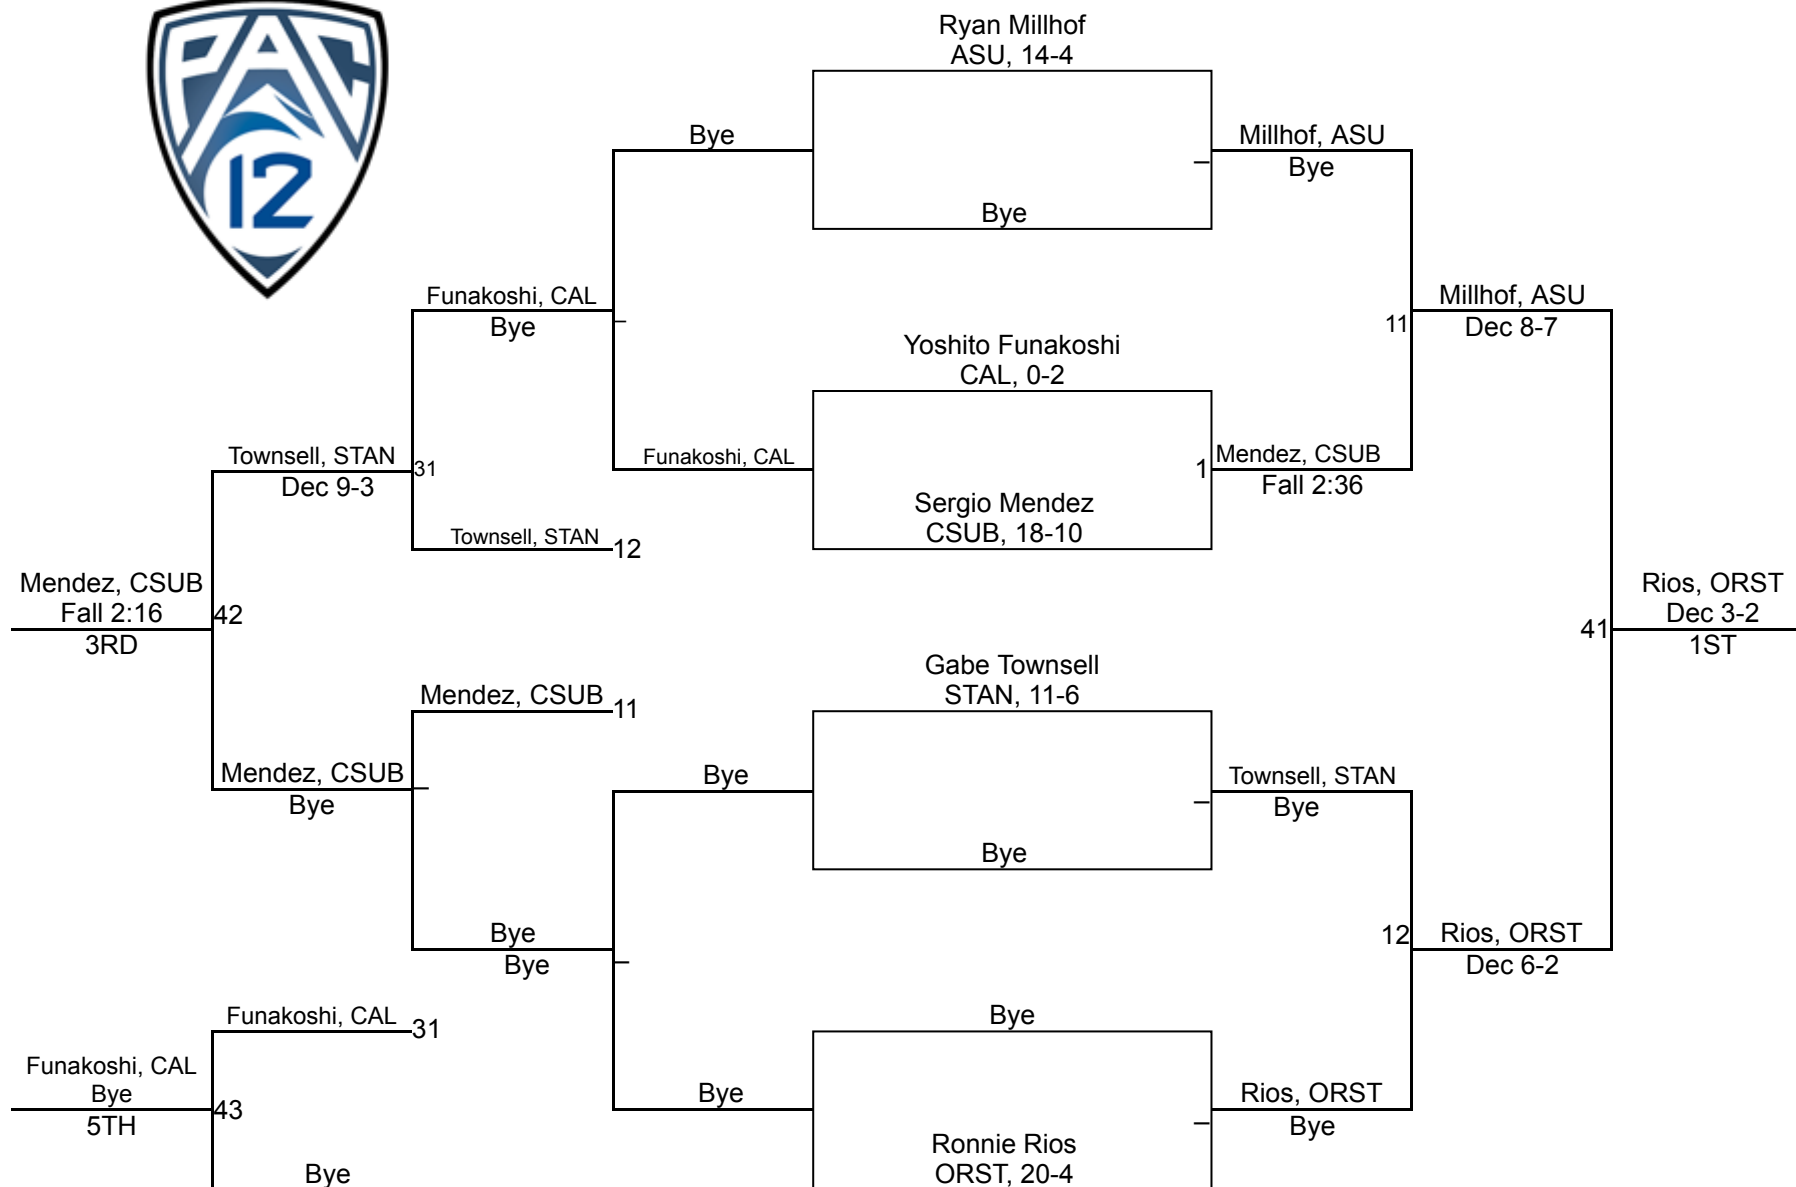 PAC
12
Ryan Millhof
ASU, 14-4
Bye
Millhof, ASU
Bye
Bye
Funakoshi, CAL
Bye
Millhof, ASU
11
Dec 8-7
Yoshito Funakoshi
CAL, 0-2
Townsell, STAN
31
Dec 9-3
Funakoshi, CAL
1
Mendez, CSUB
Fall 2:36
Sergio Mendez
CSUB, 18-10
Townsell, STAN
12
Mendez, CSUB
Fall 2:16
42
3RD
Rios, ORST
Dec 3-2
41
1ST
Gabe Townsell
STAN, 11-6
Mendez, CSUB
11
Mendez, CSUB
Bye
Bye
Townsell, STAN
Bye
Bye
Bye
Bye
12
Rios, ORST
Dec 6-2
Funakoshi, CAL
31
Bye
Funakoshi, CAL
Bye
43
5TH
Bye
Rios, ORST
Bye
Ronnie Rios
ORST, 20-4
Bye